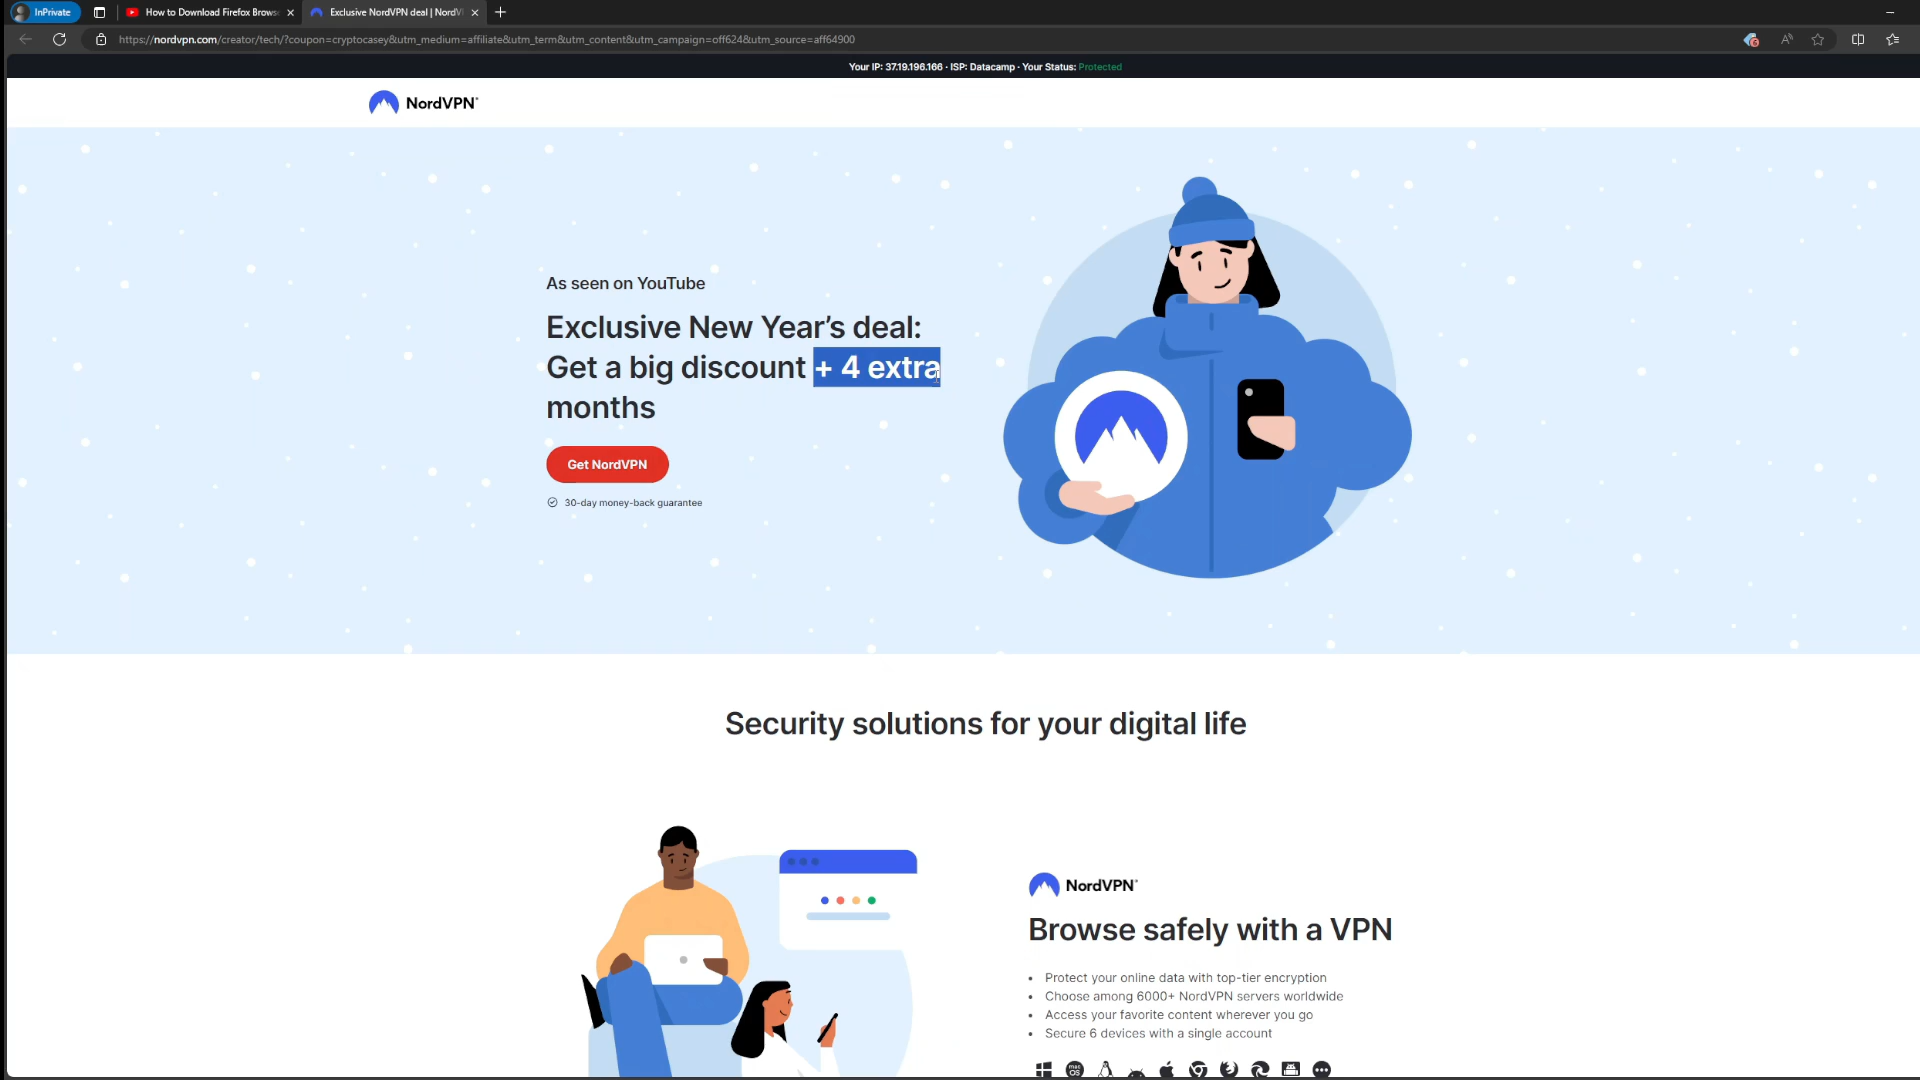 InPrivate
How to Download Firefox Brows
Exclusive NordVPN deal | NordV
https://nordvpn.com/creator/tech/?coupon=cryptocasey&utm_medium=affiliate&utm_term&utm_content&utm_campaign=off624&utm_source=aff64900
Your IP: 37.19.196.166 · ISP: Datacamp · Your Status: Protected
NordVPN®
As seen on YouTube
Exclusive New Year's deal:
Get a big discount + 4 extra
months
Get NordVPN
30-day money-back guarantee
Security solutions for your digital life
NordVPN®
Browse safely with a VPN
• Protect your online data with top-tier encryption
• Choose among 6000+ NordVPN servers worldwide
• Access your favorite content wherever you go
• Secure 6 devices with a single account